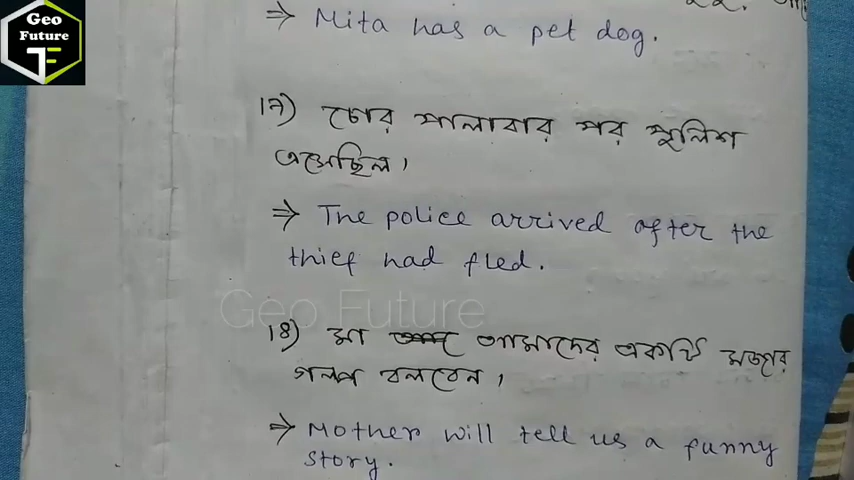 Geo
Future
⇒ Mita has a pet dog.
17) চোর পালাবার পর পুলিশ
এসেছিল।
⇒ The police arrived after the
thief had fled.
Geo Future
18) মা আমাদের একটি মজার
গল্প বলবেন।
⇒ Mother will tell us a funny
story.